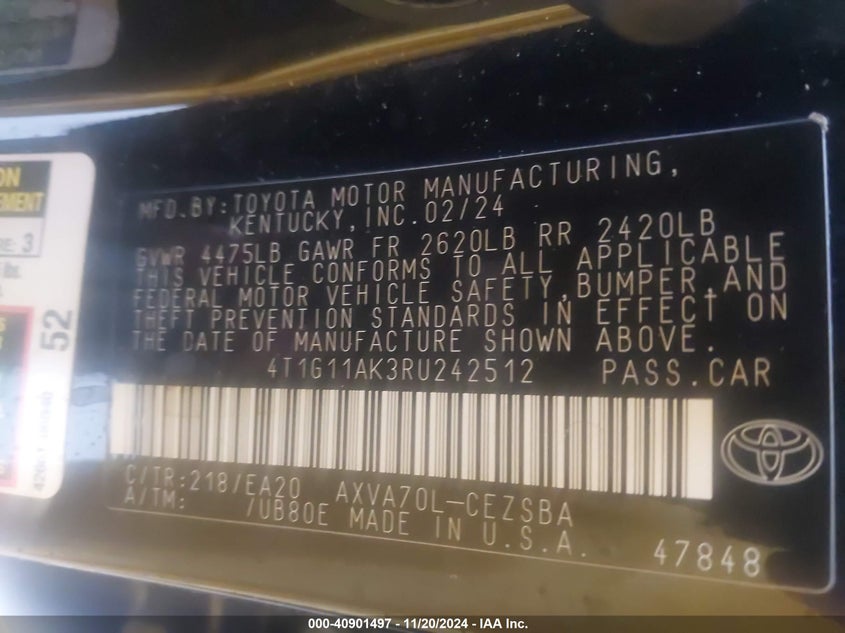 MFD.BY:TOYOTA MOTOR MANUFACTURING,
KENTUCKY,INC.02/24
GVWR 4475LB GAWR FR 2620LB RR 2420LB
THIS VEHICLE CONFORMS TO ALL APPLICABLE
FEDERAL MOTOR VEHICLE SAFETY,BUMPER,AND
THEFT PREVENTION STANDARDS IN EFFECT ON
THE DATE OF MANUFACTURE SHOWN ABOVE.
4T1G11AK3RU242512 PASS.CAR
C/TR:218/EA20 AXVA70L-CEZSBA
A/TM: /UB80E MADE IN U.S.A.
47848
3
lbs.
52
000-40901497 - 11/20/2024 - IAA Inc.